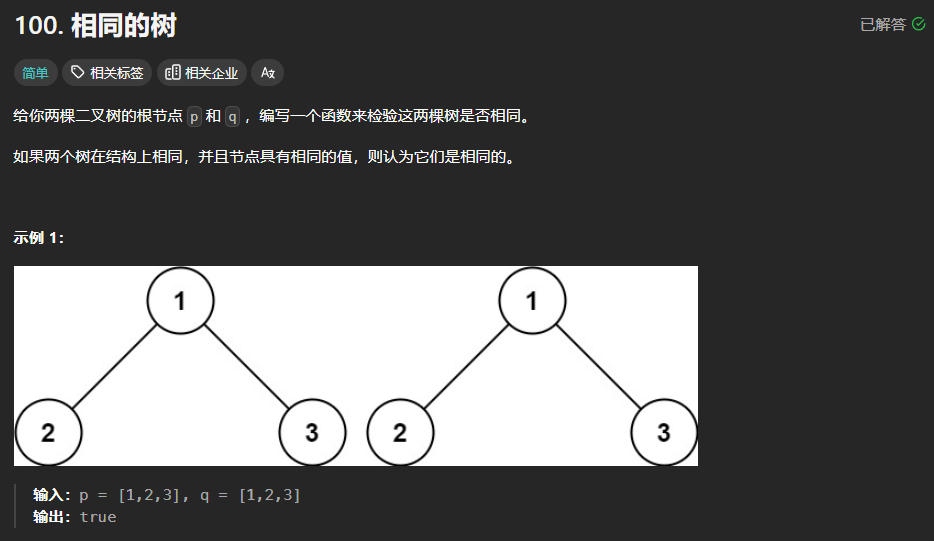 100. 相同的树
已解答
简单 相关标签 相关企业 Aあ
给你两棵二叉树的根节点 p 和 q ，编写一个函数来检验这两棵树是否相同。
如果两个树在结构上相同，并且节点具有相同的值，则认为它们是相同的。
示例 1：
1 1
2 3 2 3
输入：p = [1,2,3], q = [1,2,3]
输出：true